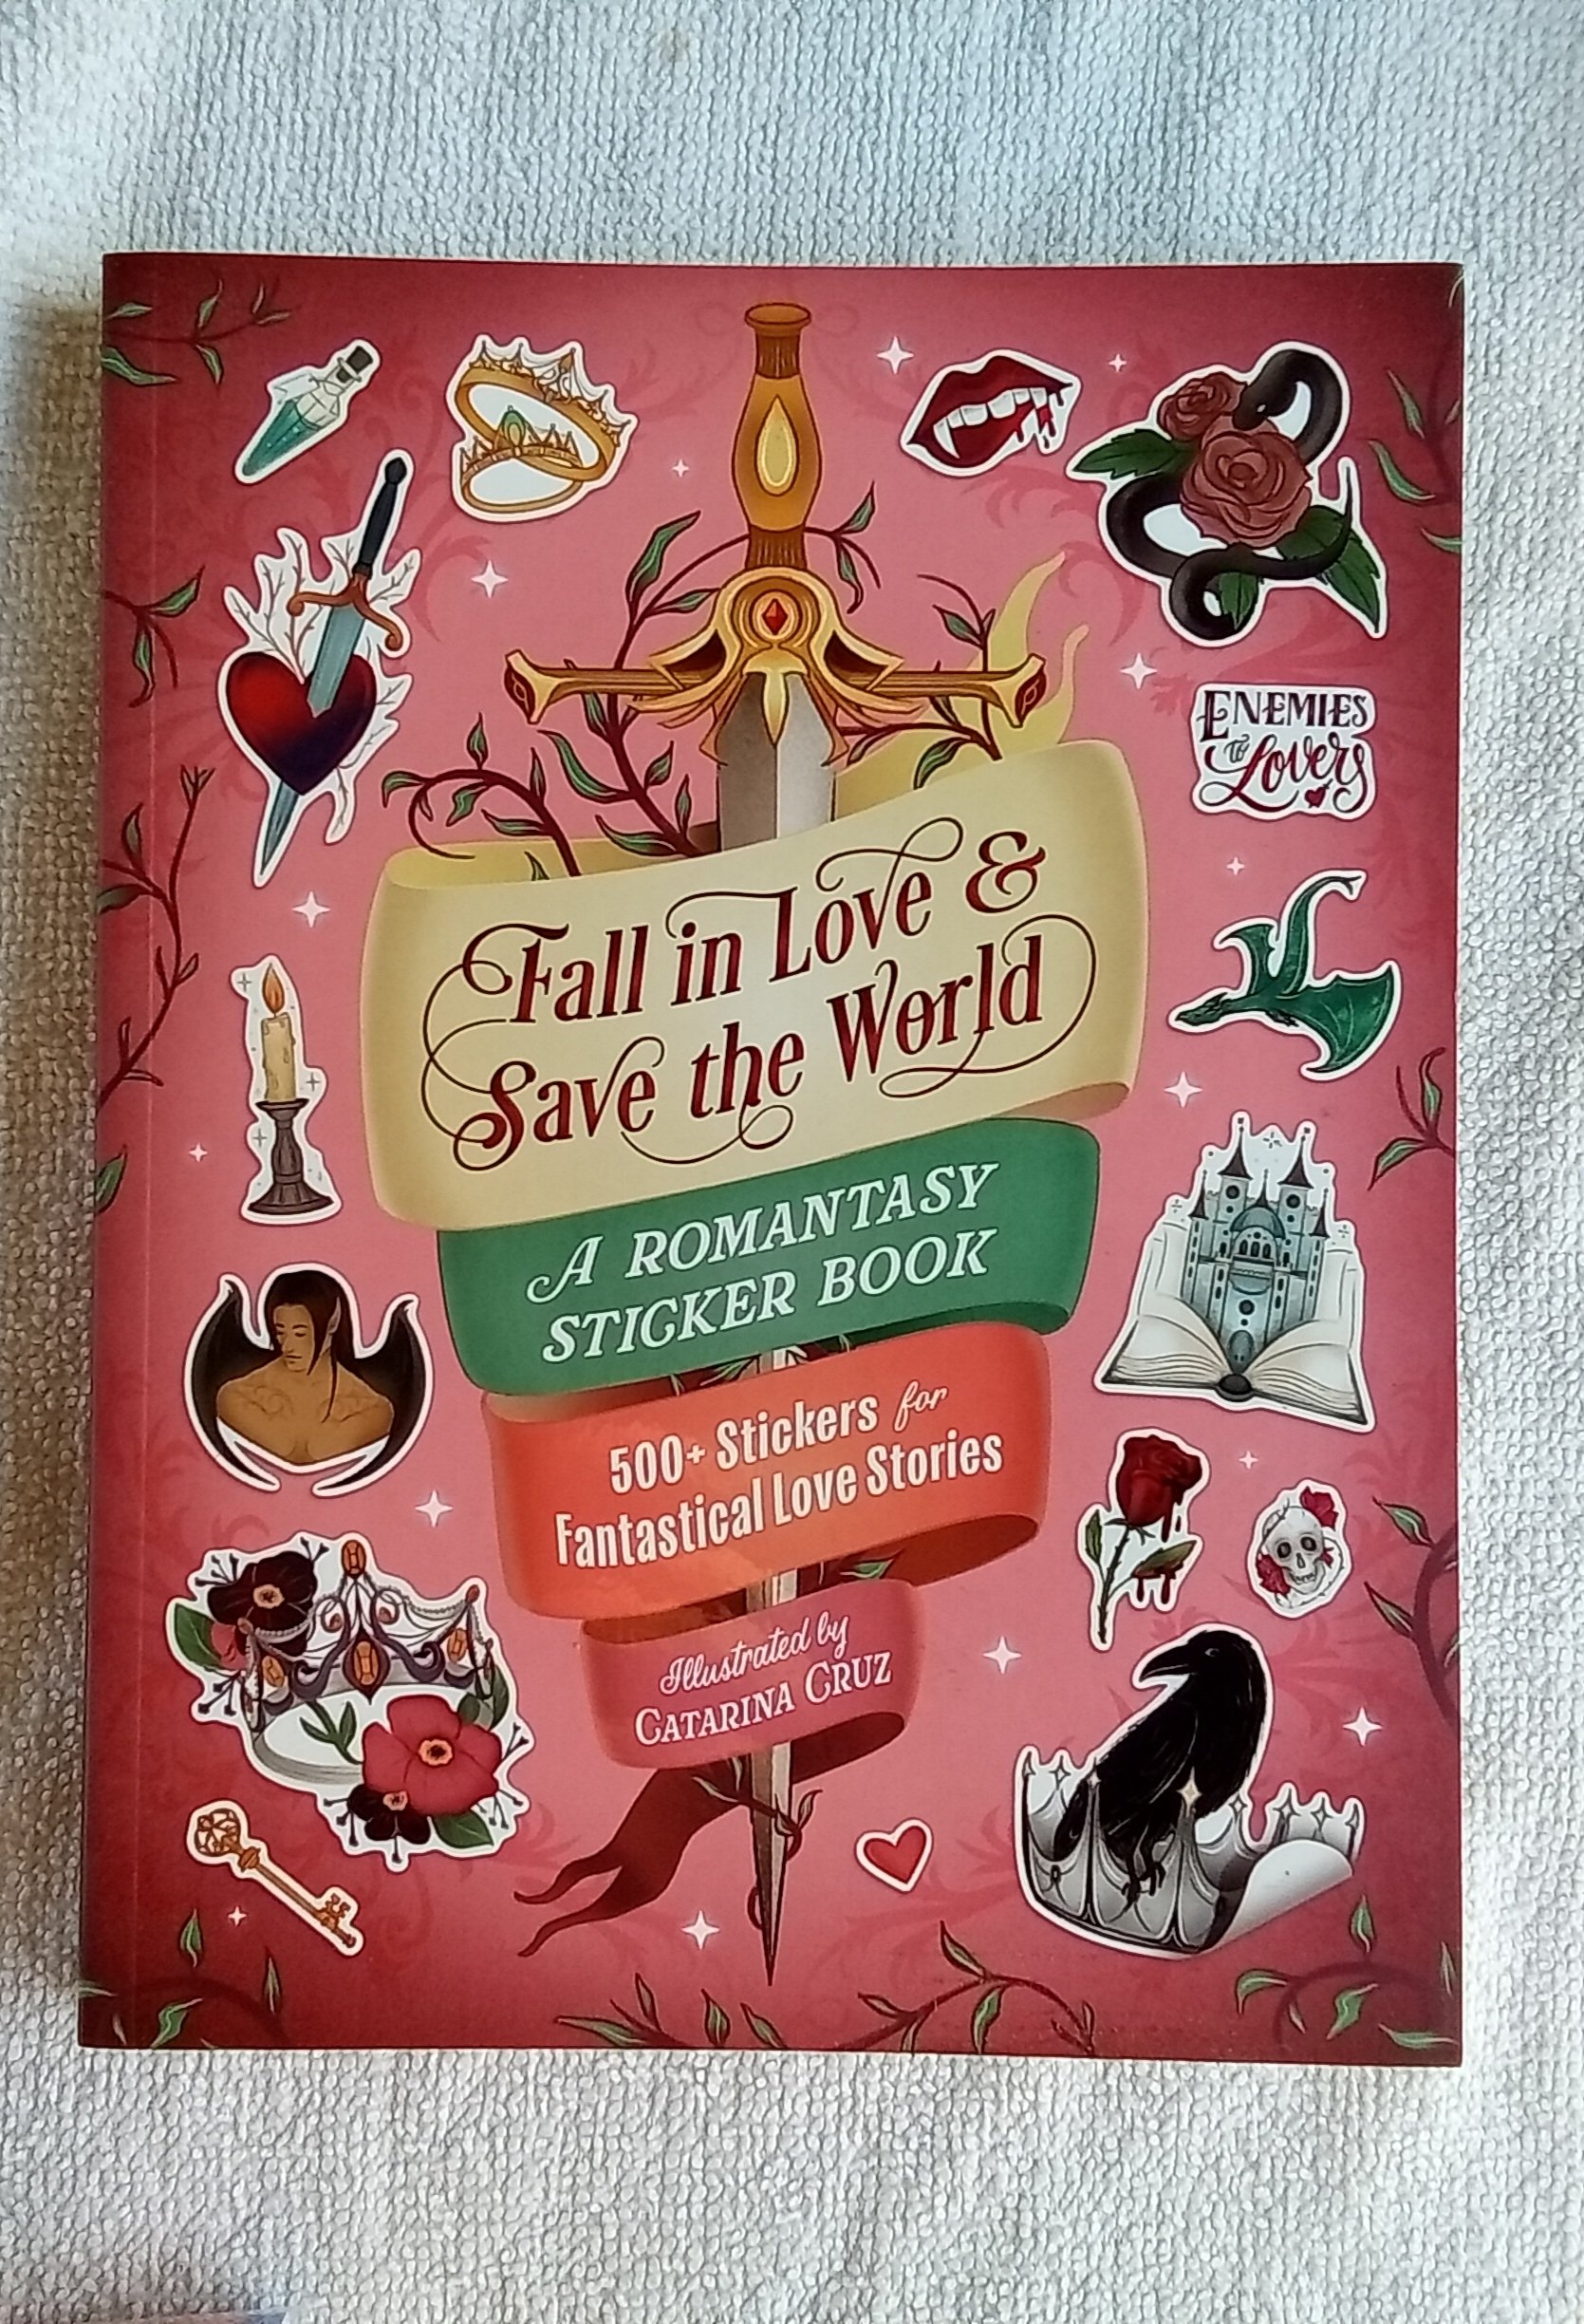 ENEMIES
to
Lovers
Fall in Love &
Save the World
A ROMANTASY
STICKER BOOK
500+ Stickers for
Fantastical Love Stories
Illustrated by
CATARINA CRUZ